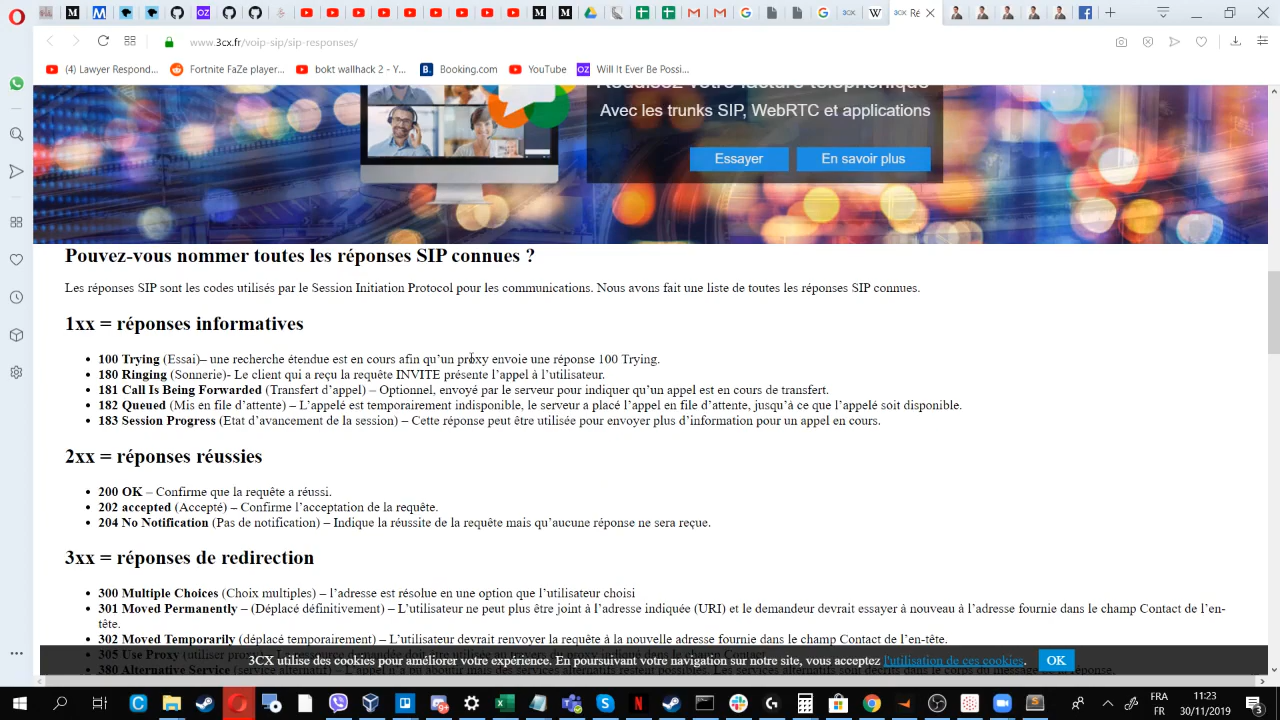 www.3cx.fr/voip-sip/sip-responses/
(4) Lawyer Respond...
Fortnite FaZe player...
bokt wallhack 2 - Y...
Booking.com
YouTube
Will It Ever Be Possi...
Réduisez votre facture téléphonique
Avec les trunks SIP, WebRTC et applications
Essayer
En savoir plus
Pouvez-vous nommer toutes les réponses SIP connues ?
Les réponses SIP sont les codes utilisés par le Session Initiation Protocol pour les communications. Nous avons fait une liste de toutes les réponses SIP connues.
1xx = réponses informatives
100 Trying (Essai)– une recherche étendue est en cours afin qu’un proxy envoie une réponse 100 Trying.
180 Ringing (Sonnerie)- Le client qui a reçu la requête INVITE présente l’appel à l’utilisateur.
181 Call Is Being Forwarded (Transfert d’appel) – Optionnel, envoyé par le serveur pour indiquer qu’un appel est en cours de transfert.
182 Queued (Mis en file d’attente) – L’appelé est temporairement indisponible, le serveur a placé l’appel en file d’attente, jusqu’à ce que l’appelé soit disponible.
183 Session Progress (Etat d’avancement de la session) – Cette réponse peut être utilisée pour envoyer plus d’information pour un appel en cours.
2xx = réponses réussies
200 OK – Confirme que la requête a réussi.
202 accepted (Accepté) – Confirme l’acceptation de la requête.
204 No Notification (Pas de notification) – Indique la réussite de la requête mais qu’aucune réponse ne sera reçue.
3xx = réponses de redirection
300 Multiple Choices (Choix multiples) – l’adresse est résolue en une option que l’utilisateur choisi
301 Moved Permanently – (Déplacé définitivement) – L’utilisateur ne peut plus être joint à l’adresse indiquée (URI) et le demandeur devrait essayer à nouveau à l’adresse fournie dans le champ Contact de l’en-
tête.
302 Moved Temporarily (déplacé temporairement) – L’utilisateur devrait renvoyer la requête à la nouvelle adresse fournie dans le champ Contact de l’en-tête.
305 Use Proxy (utiliser proxy)
380 Alternative Service
3CX utilise des cookies pour améliorer votre expérience. En poursuivant votre navigation sur notre site, vous acceptez l'utilisation de ces cookies.
OK
FRA
FR
11:23
30/11/2019
3